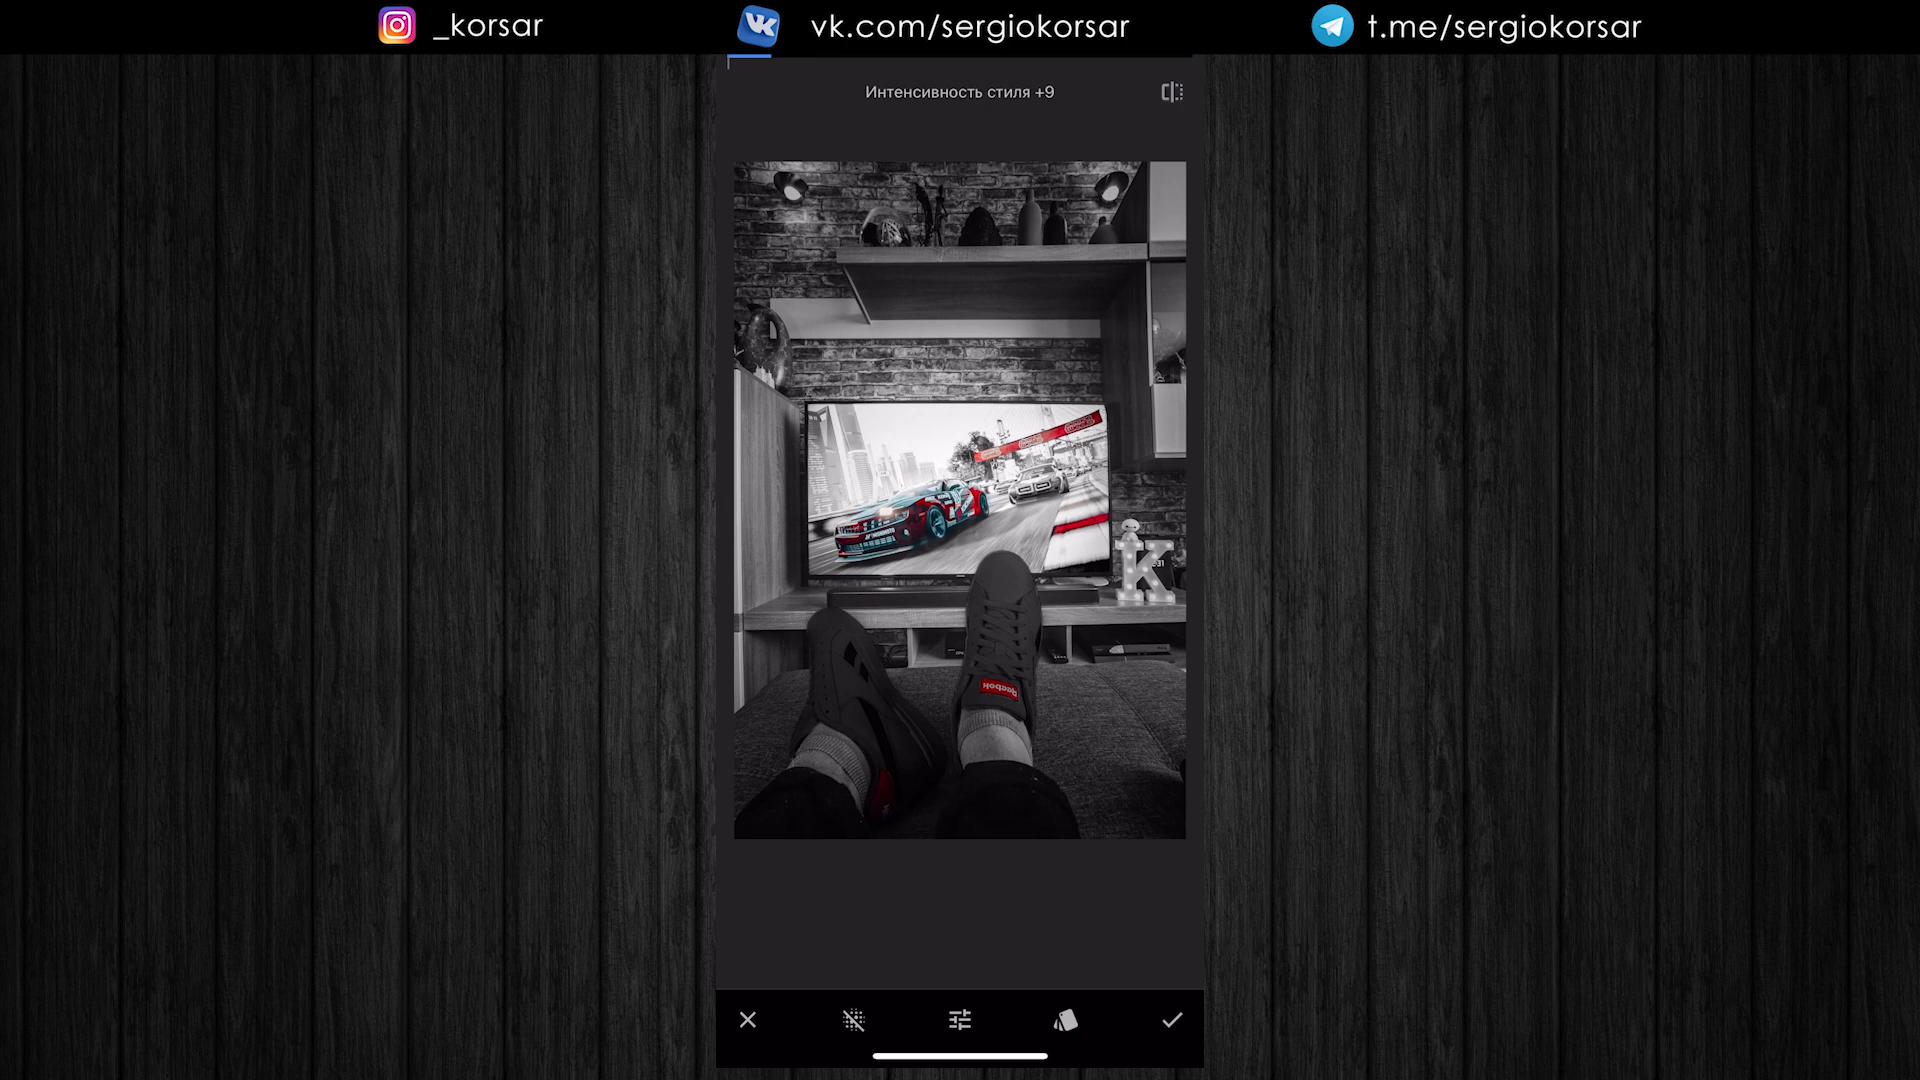 _korsar
vk.com/sergiokorsar
t.me/sergiokorsar
Интенсивность стиля +9
K
Reebok